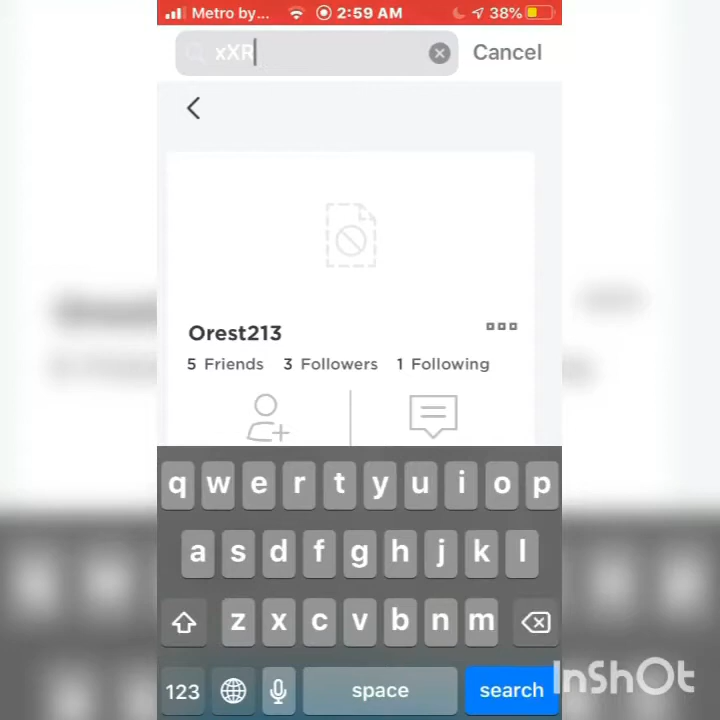 Metro by... 2:59 AM 38%
xXR Cancel
Orest213
5 Friends 3 Followers 1 Following
q w e r t y u i o p
a s d f g h j k l
z x c v b n m
123 space search
InShOt